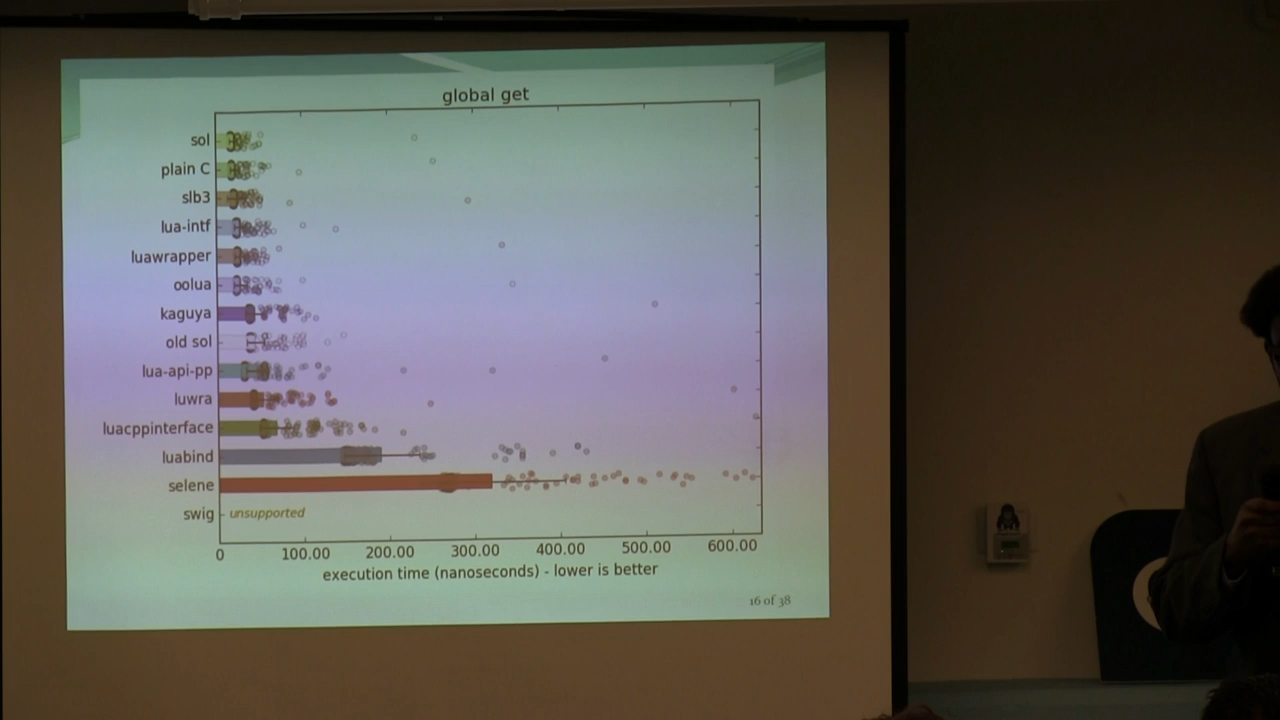 global get
sol
plain C
slb3
lua-intf
luawrapper
oolua
kaguya
old sol
lua-api-pp
luwra
luacppinterface
luabind
selene
swig unsupported
0 100.00 200.00 300.00 400.00 500.00 600.00
execution time (nanoseconds) - lower is better
16 of 38